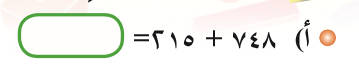 أ) ٧٤٨ + ٢١٥ =